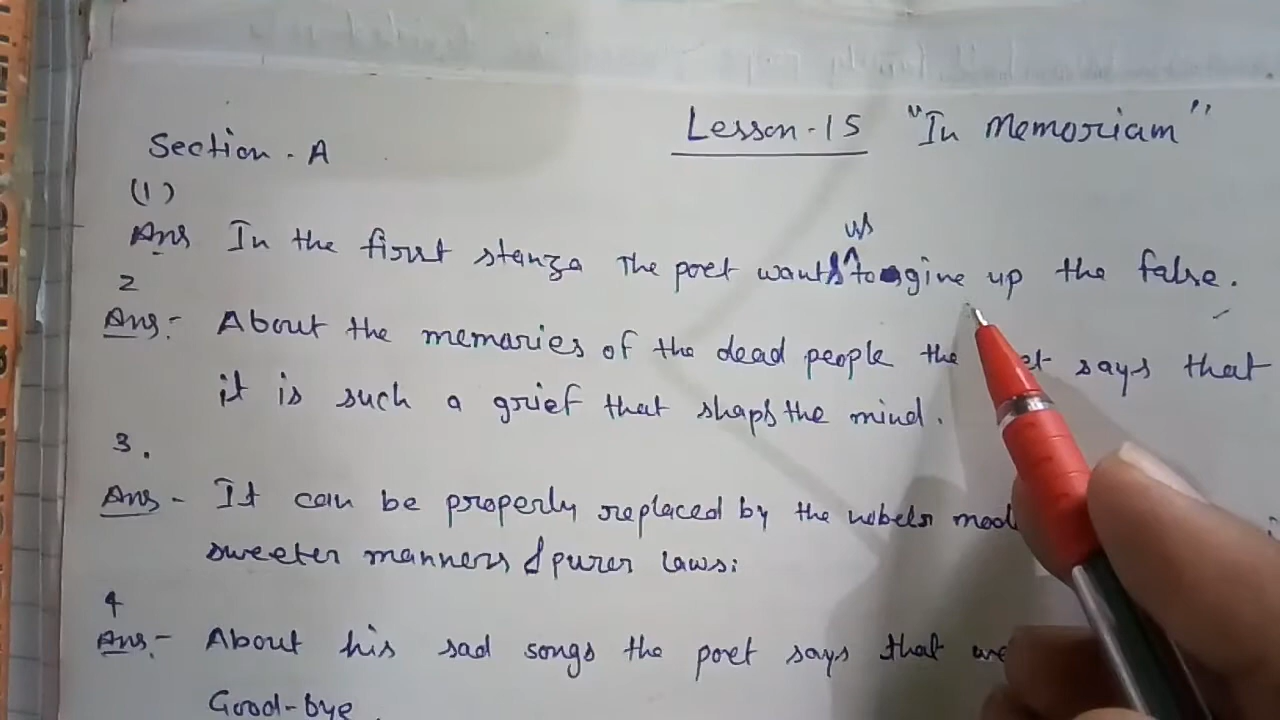 Lesson-15 "In Memoriam"
Section-A
(1)
us
Ans In the first stanza The poet wants to give up the false.
2
Ans:- About the memories of the dead people the says that
it is such a grief that shaps the mind.
3.
Ans- It can be properly replaced by the nobelr
sweeter manners & purer laws:
4
Ans:- About his sad songs the poet says that
Good-bye.